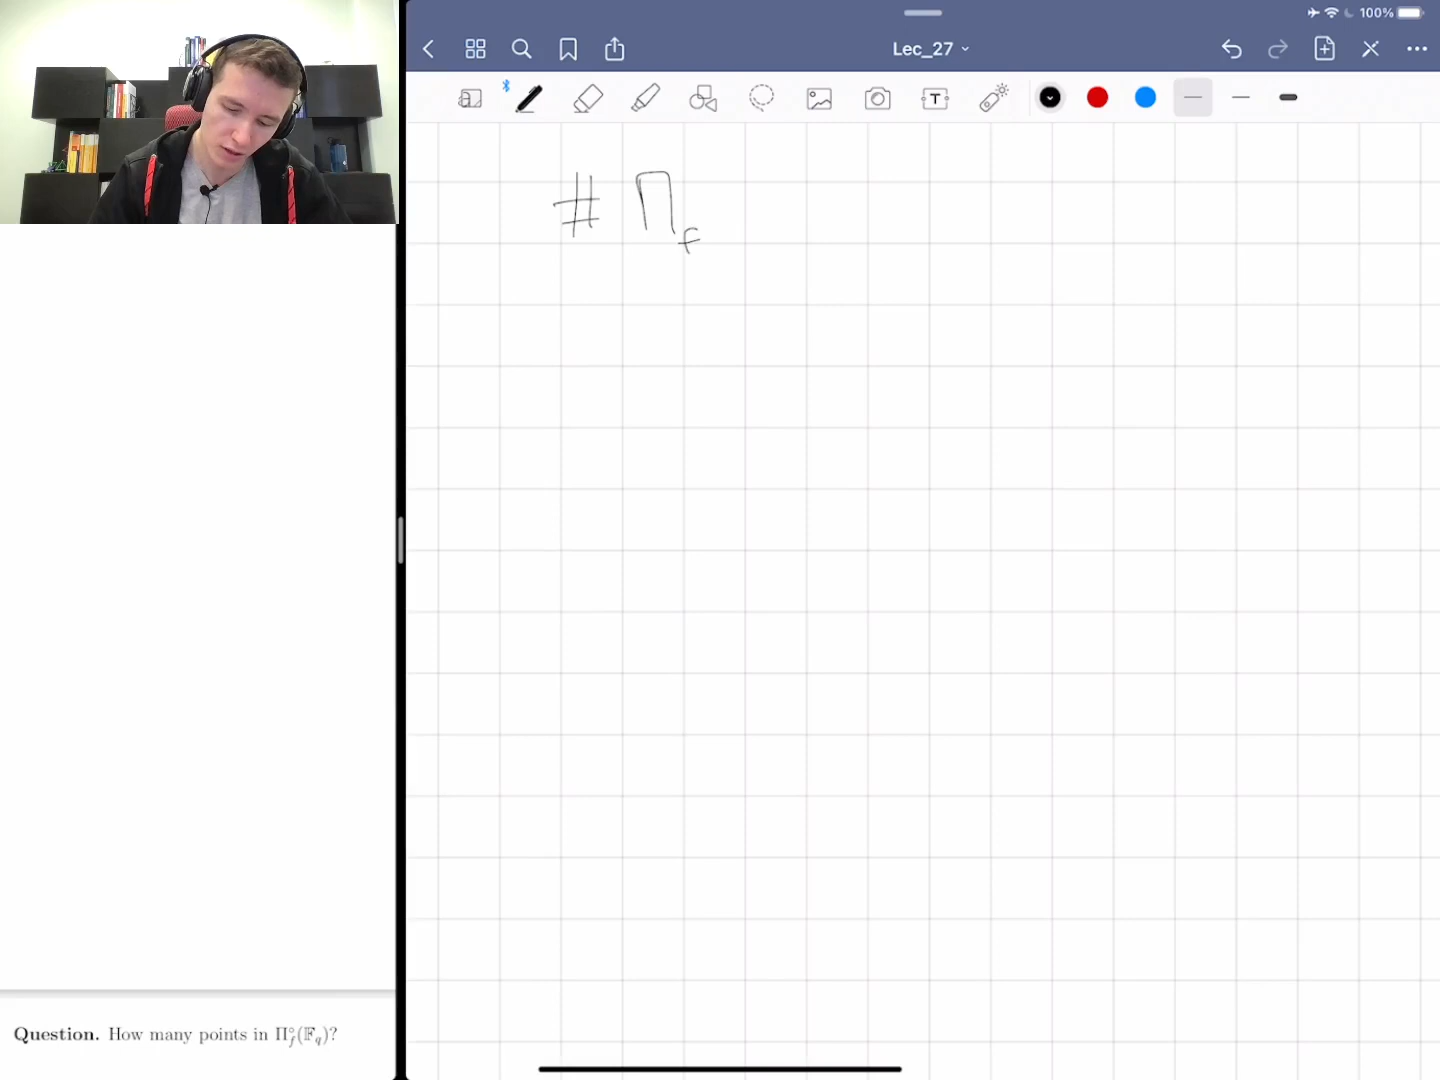 100%
Lec_27
T
# Π_f
Question. How many points in Π°_f(𝔽_q)?